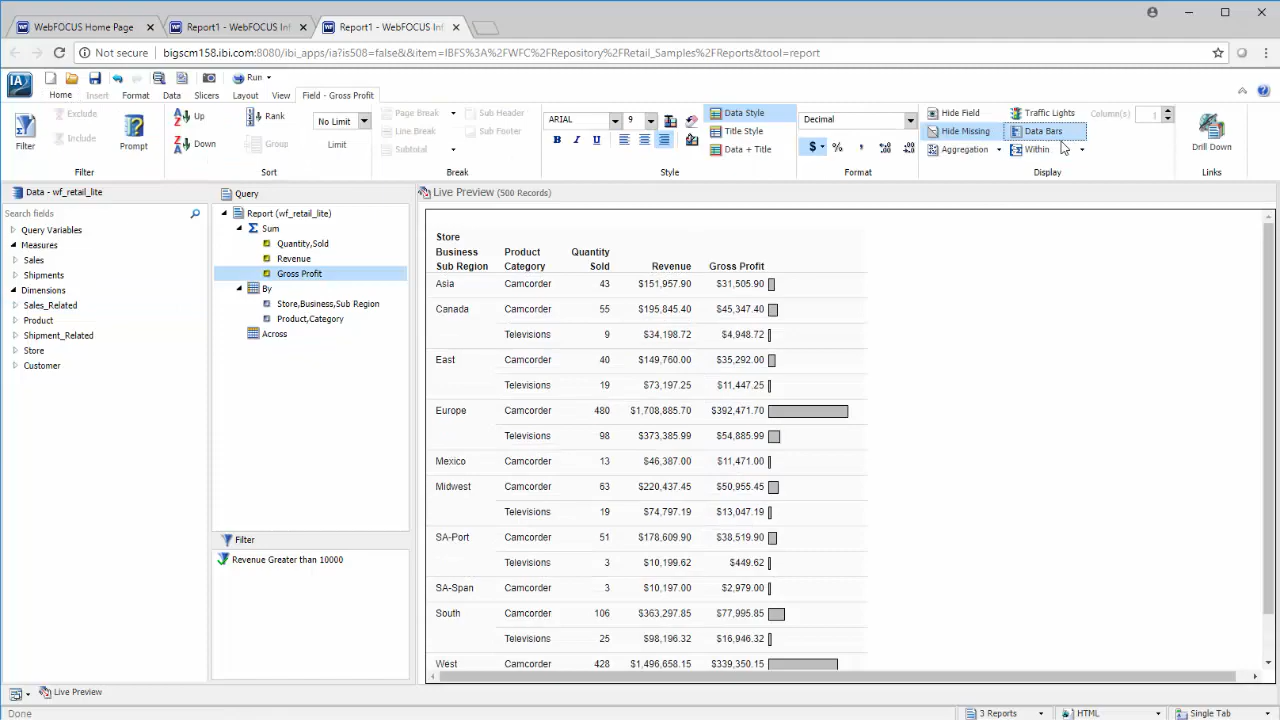 WebFOCUS Home Page
Report1 - WebFOCUS Inf
Report1 - WebFOCUS Inf
Not secure
bigscm158.ibi.com:8080/ibi_apps/ia?is508=false&&item=IBFS%3A%2FWFC%2FRepository%2FRetail_Samples%2FReports&tool=report
IA
Run
Home Insert Format Data Slicers Layout View Field - Gross Profit
Filter
Exclude
Include
Prompt
Filter
Up
Down
Rank
Group
Sort
No Limit
Limit
Page Break
Line Break
Subtotal
Sub Header
Sub Footer
Break
ARIAL
9
B I U
Data Style
Title Style
Data + Title
Style
Decimal
$ % ,
Format
Hide Field
Hide Missing
Aggregation
Traffic Lights
Data Bars
Within
Column(s) 1
Display
Drill Down
Links
Data - wf_retail_lite
Search fields
Query Variables
Measures
Sales
Shipments
Dimensions
Sales_Related
Product
Shipment_Related
Store
Customer
Query
Report (wf_retail_lite)
Sum
Quantity,Sold
Revenue
Gross Profit
By
Store,Business,Sub Region
Product,Category
Across
Filter
Revenue Greater than 10000
Live Preview (500 Records)
Store
Business Product Quantity
Sub Region Category Sold Revenue Gross Profit
Asia Camcorder 43 $151,957.90 $31,505.90
Canada Camcorder 55 $195,845.40 $45,347.40
Televisions 9 $34,198.72 $4,948.72
East Camcorder 40 $149,760.00 $35,292.00
Televisions 19 $73,197.25 $11,447.25
Europe Camcorder 480 $1,708,885.70 $392,471.70
Televisions 98 $373,385.99 $54,885.99
Mexico Camcorder 13 $46,387.00 $11,471.00
Midwest Camcorder 63 $220,437.45 $50,955.45
Televisions 19 $74,797.19 $13,047.19
SA-Port Camcorder 51 $178,609.90 $38,519.90
Televisions 3 $10,199.62 $449.62
SA-Span Camcorder 3 $10,197.00 $2,979.00
South Camcorder 106 $363,297.85 $77,995.85
Televisions 25 $98,196.32 $16,946.32
West Camcorder 428 $1,496,658.15 $339,350.15
Live Preview
Done
3 Reports
HTML
Single Tab